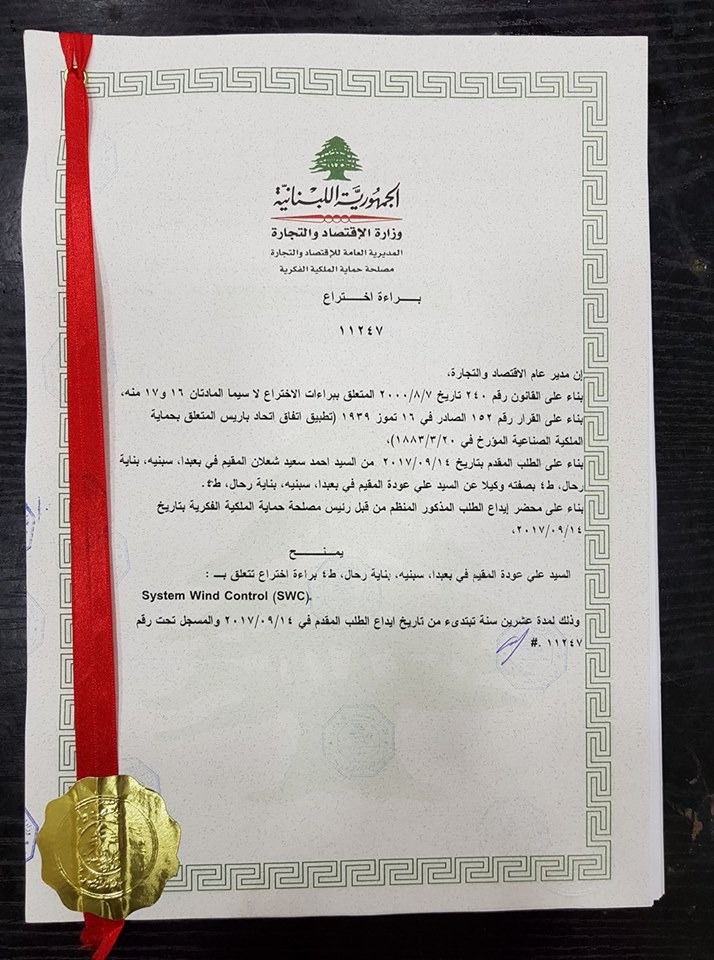 الجمهورية اللبنانية
وزارة الإقتصاد والتجارة
المديرية العامة للإقتصاد والتجارة
مصلحة حماية الملكية الفكرية
بــراءة اخــتــراع
١١٢٤٧
إن مدير عام الاقتصاد والتجارة،
بناء على القانون رقم ٢٤٠ تاريخ ٢٠٠٠/٨/٧ المتعلق ببراءات الاختراع لا سيما المادتان ١٦ و١٧ منه،
بناء على القرار رقم ١٥٢ الصادر في ١٦ تموز ١٩٣٩ (تطبيق اتفاق اتحاد باريس المتعلق بحماية
الملكية الصناعية المؤرخ في ١٨٨٣/٣/٢٠)،
بناء على الطلب المقدم بتاريخ ٢٠١٧/٠٩/١٤ من السيد احمد سعيد شعلان المقيم في بعبدا، سبنيه، بناية
رحال، ط٤ بصفته وكيلا عن السيد علي عودة المقيم في بعبدا، سبنيه، بناية رحال، ط٤.
بناء على محضر إيداع الطلب المذكور المنظم من قبل رئيس مصلحة حماية الملكية الفكرية بتاريخ
٢٠١٧/٠٩/١٤،
يمــنــح
السيد علي عودة المقيم في بعبدا، سبنيه، بناية رحال، ط٤ براءة اختراع تتعلق بــ :
System Wind Control (SWC).
وذلك لمدة عشرين سنة تبتدىء من تاريخ ايداع الطلب المقدم في ٢٠١٧/٠٩/١٤ والمسجل تحت رقم
١١٢٤٧ .#